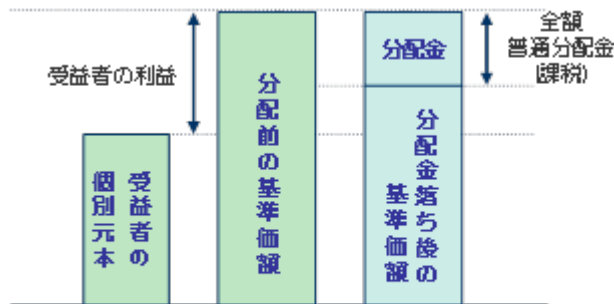 全額
普通分配金
(課税)
受益者の利益
分配金
分配前の基準価額
分配金落ち後の
基準価額
受益者の
個別元本